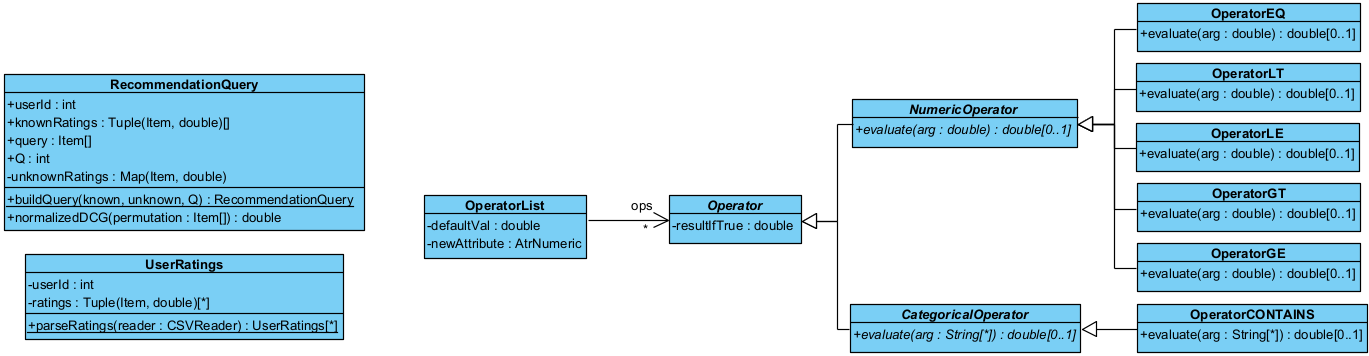 RecommendationQuery
+userId : int
+knownRatings : Tuple(Item, double)[]
+query : Item[]
+Q : int
-unknownRatings : Map(Item, double)
+buildQuery(known, unknown, Q) : RecommendationQuery
+normalizedDCG(permutation : Item[]) : double
UserRatings
-userId : int
-ratings : Tuple(Item, double)[*]
+parseRatings(reader : CSVReader) : UserRatings[*]
OperatorList
-defaultVal : double
-newAttribute : AtrNumeric
ops
*
Operator
-resultIfTrue : double
NumericOperator
+evaluate(arg : double) : double[0..1]
CategoricalOperator
+evaluate(arg : String[*]) : double[0..1]
OperatorEQ
+evaluate(arg : double) : double[0..1]
OperatorLT
+evaluate(arg : double) : double[0..1]
OperatorLE
+evaluate(arg : double) : double[0..1]
OperatorGT
+evaluate(arg : double) : double[0..1]
OperatorGE
+evaluate(arg : double) : double[0..1]
OperatorCONTAINS
+evaluate(arg : String[*]) : double[0..1]